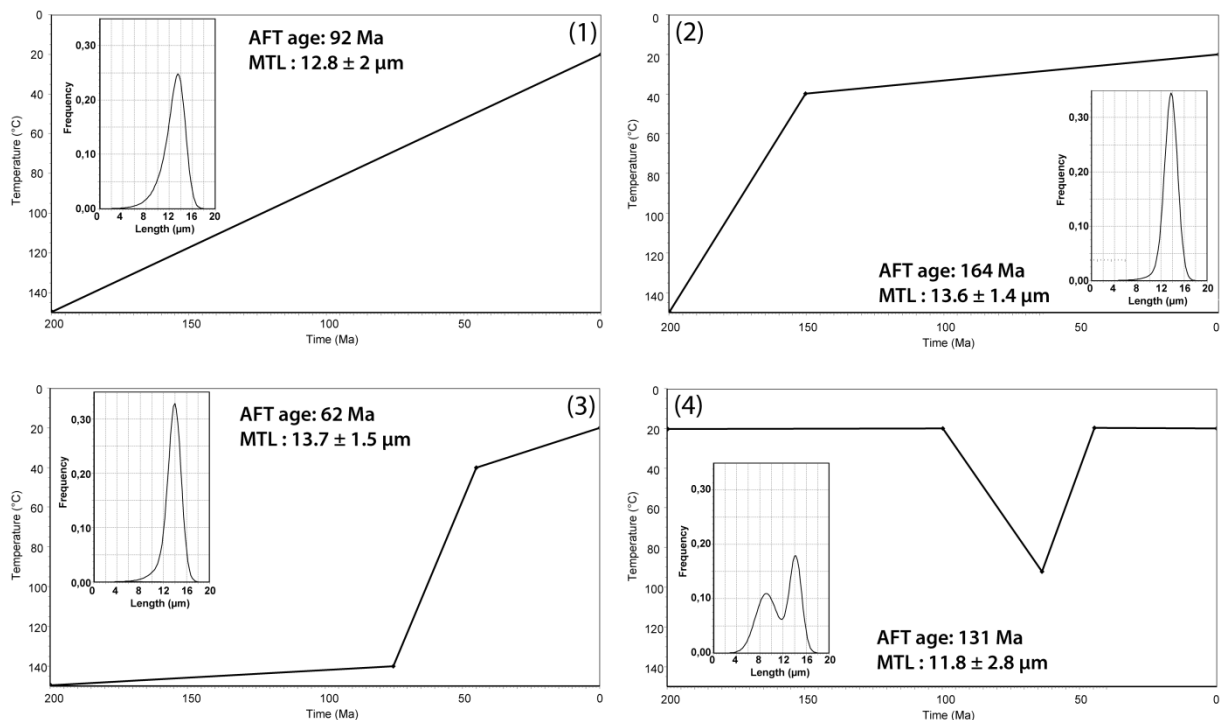 (1)
AFT age: 92 Ma
MTL : 12.8 ± 2 µm
Temperature (°C)
0
20
40
60
80
100
120
140
200
150
100
50
0
Time (Ma)
Frequency
0,30
0,20
0,10
0,00
0 4 8 12 16 20
Length (µm)
(2)
AFT age: 164 Ma
MTL : 13.6 ± 1.4 µm
Temperature (°C)
0
20
40
60
80
100
120
140
200
150
100
50
0
Time (Ma)
Frequency
0,30
0,20
0,10
0,00
0 4 8 12 16 20
Length (µm)
(3)
AFT age: 62 Ma
MTL : 13.7 ± 1.5 µm
Temperature (°C)
0
20
40
60
80
100
120
140
200
150
100
50
0
Time (Ma)
Frequency
0,30
0,20
0,10
0,00
0 4 8 12 16 20
Length (µm)
(4)
AFT age: 131 Ma
MTL : 11.8 ± 2.8 µm
Temperature (°C)
0
20
40
60
80
100
120
140
200
150
100
50
0
Time (Ma)
Frequency
0,30
0,20
0,10
0,00
0 4 8 12 16 20
Length (µm)